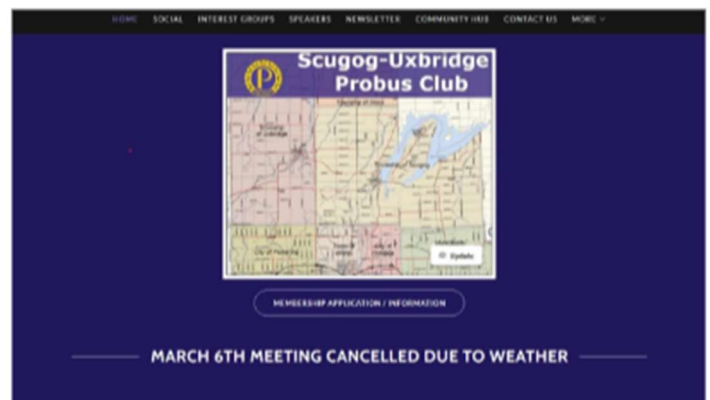 HOME SOCIAL INTEREST GROUPS SPEAKERS NEWSLETTER COMMUNITY HUB CONTACT US MORE
P
Scugog-Uxbridge
Probus Club
Update
MEMBERSHIP APPLICATION / INFORMATION
MARCH 6TH MEETING CANCELLED DUE TO WEATHER